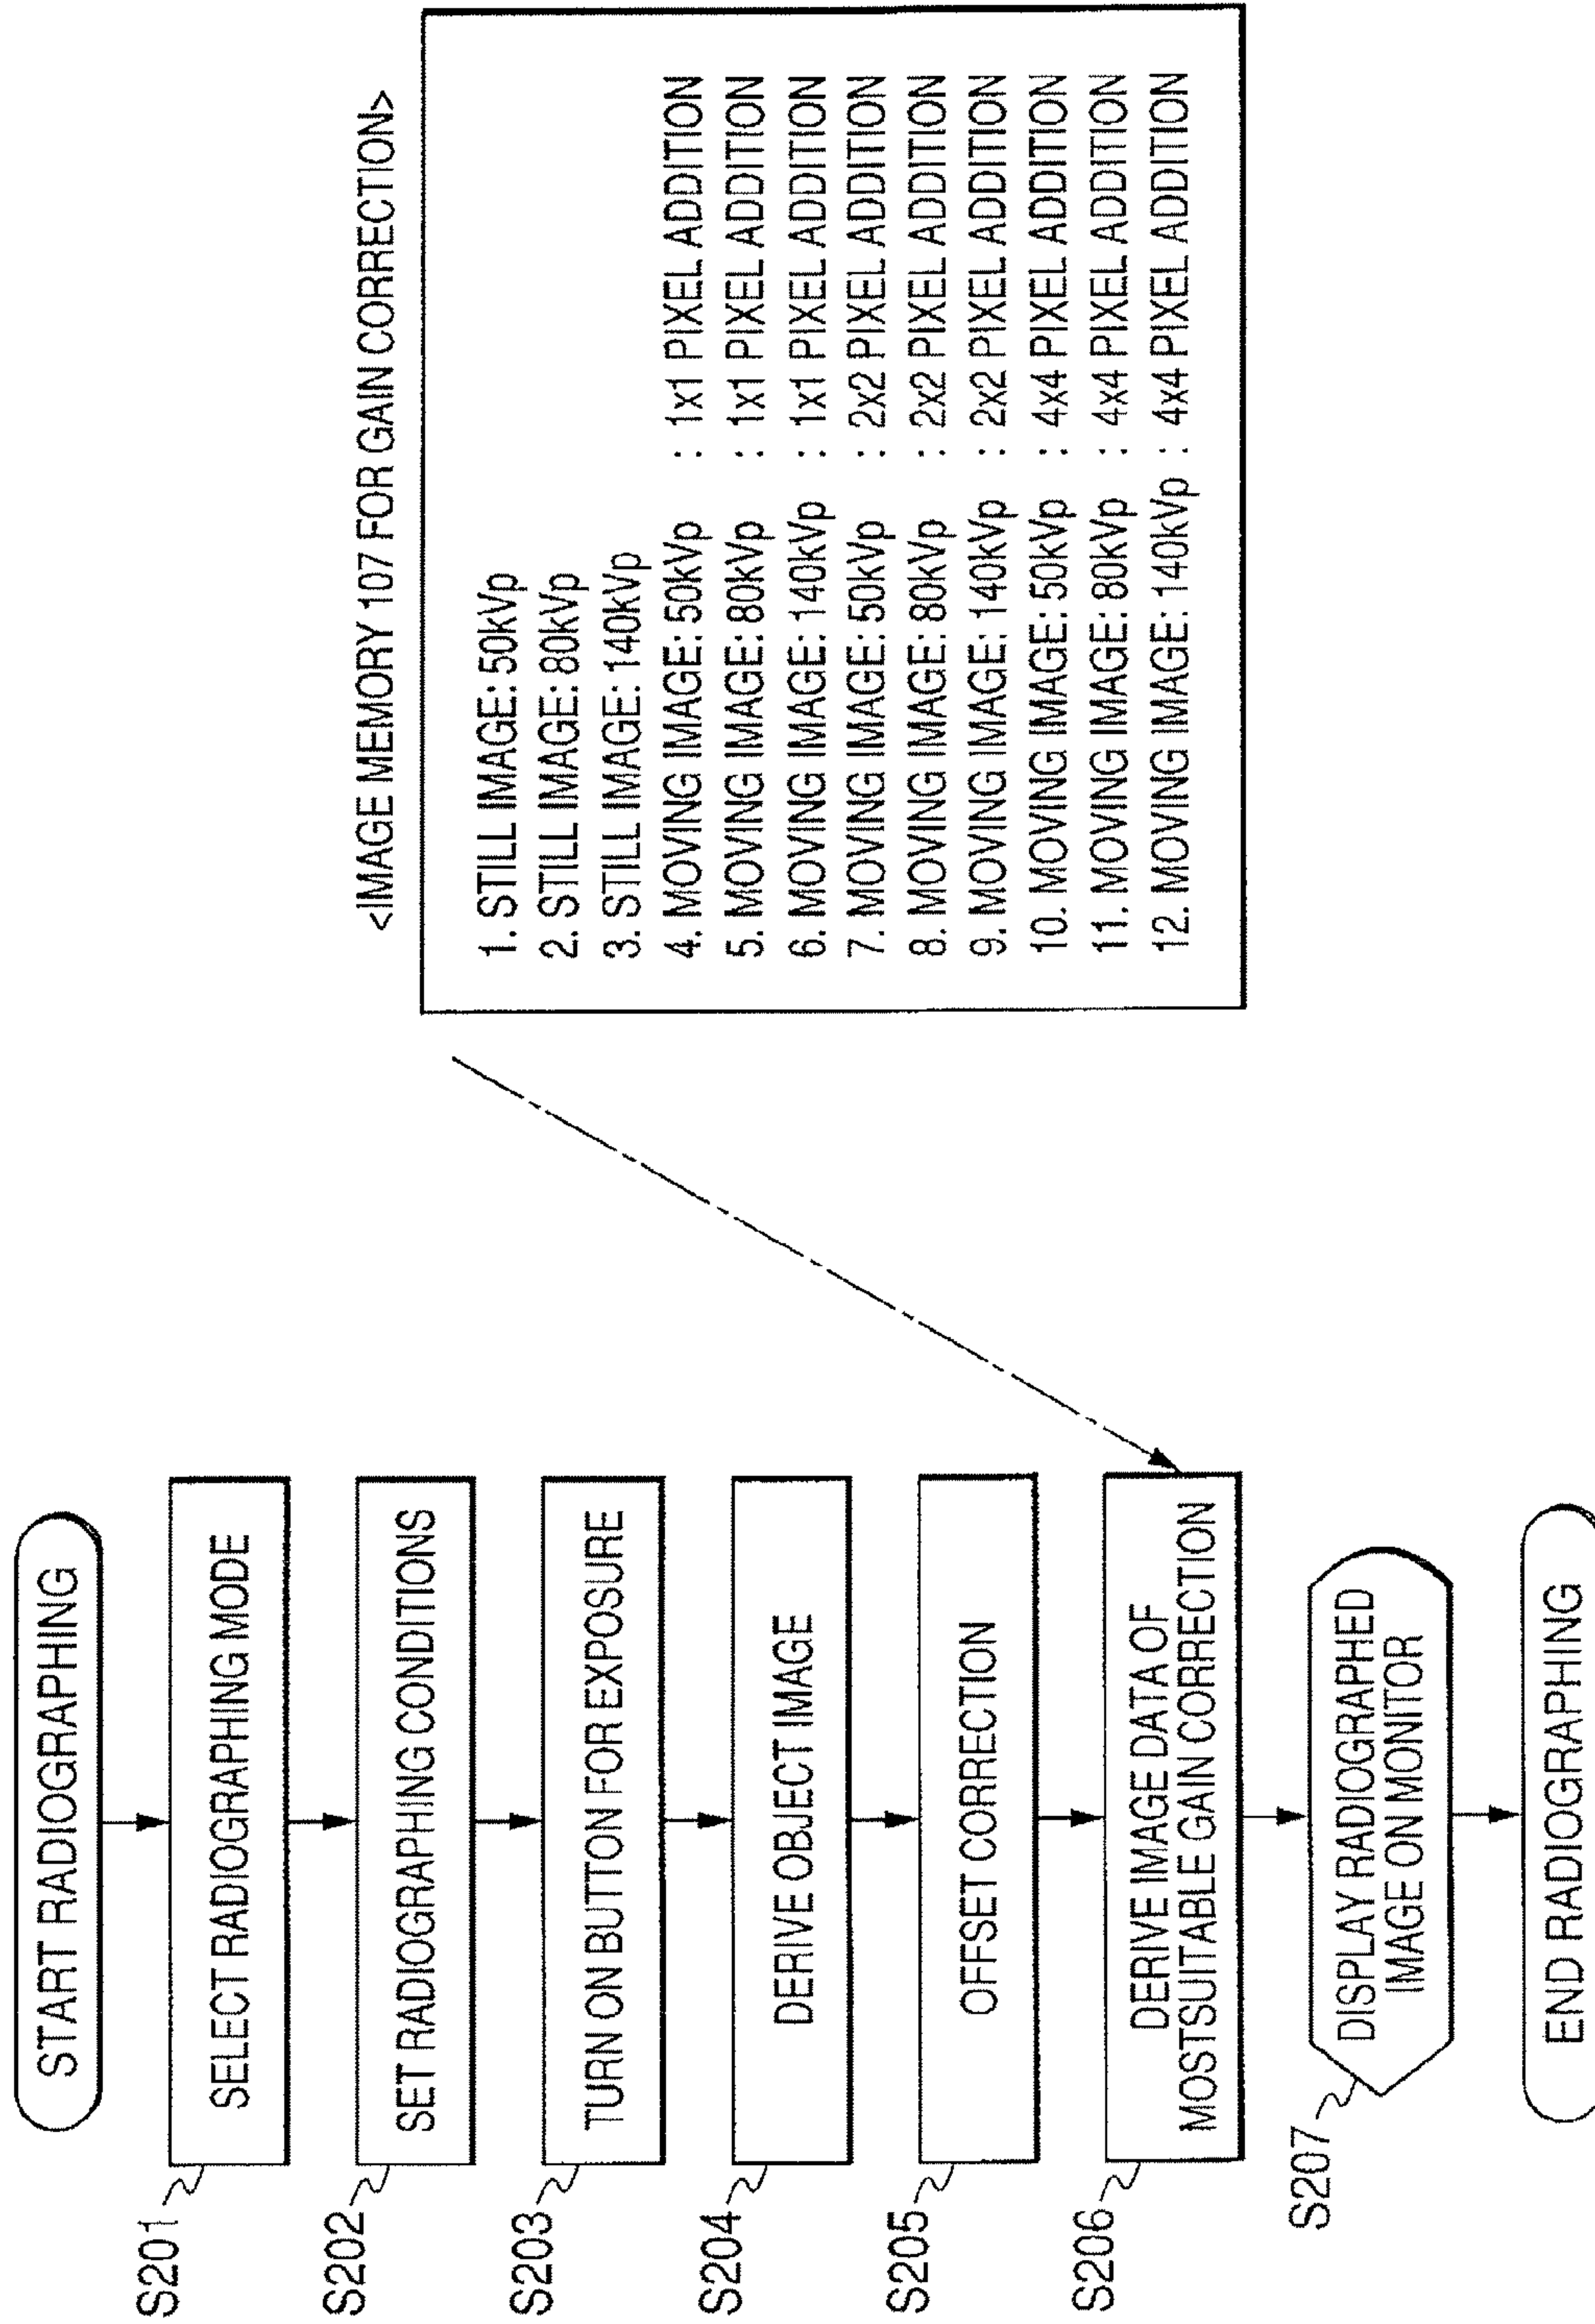 START RADIOGRAPHING
S201
SELECT RADIOGRAPHING MODE
S202
SET RADIOGRAPHING CONDITIONS
S203
TURN ON BUTTON FOR EXPOSURE
S204
DERIVE OBJECT IMAGE
S205
OFFSET CORRECTION
S206
DERIVE IMAGE DATA OF
MOSTSUITABLE GAIN CORRECTION
S207
DISPLAY RADIOGRAPHED
IMAGE ON MONITOR
END RADIOGRAPHING
<IMAGE MEMORY 107 FOR GAIN CORRECTION>
1. STILL IMAGE: 50kVp
2. STILL IMAGE: 80kVp
3. STILL IMAGE: 140kVp
4. MOVING IMAGE: 50kVp : 1x1 PIXEL ADDITION
5. MOVING IMAGE: 80kVp : 1x1 PIXEL ADDITION
6. MOVING IMAGE: 140kVp : 1x1 PIXEL ADDITION
7. MOVING IMAGE: 50kVp : 2x2 PIXEL ADDITION
8. MOVING IMAGE: 80kVp : 2x2 PIXEL ADDITION
9. MOVING IMAGE: 140kVp : 2x2 PIXEL ADDITION
10. MOVING IMAGE: 50kVp : 4x4 PIXEL ADDITION
11. MOVING IMAGE: 80kVp : 4x4 PIXEL ADDITION
12. MOVING IMAGE: 140kVp : 4x4 PIXEL ADDITION